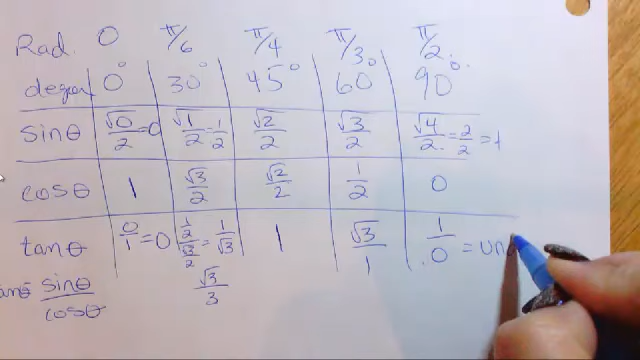 Rad. 0 π/6 π/4 π/3 π/2
degree 0° 30° 45° 60° 90°
sinθ √0/2=0 √1/2=1/2 √2/2 √3/2 √4/2=2/2=1
cosθ 1 √3/2 √2/2 1/2 0
tanθ 0/1=0 1/2/√3/2=1/√3 1 √3/1 1/0=un
√3/3
tanθ sinθ/cosθ